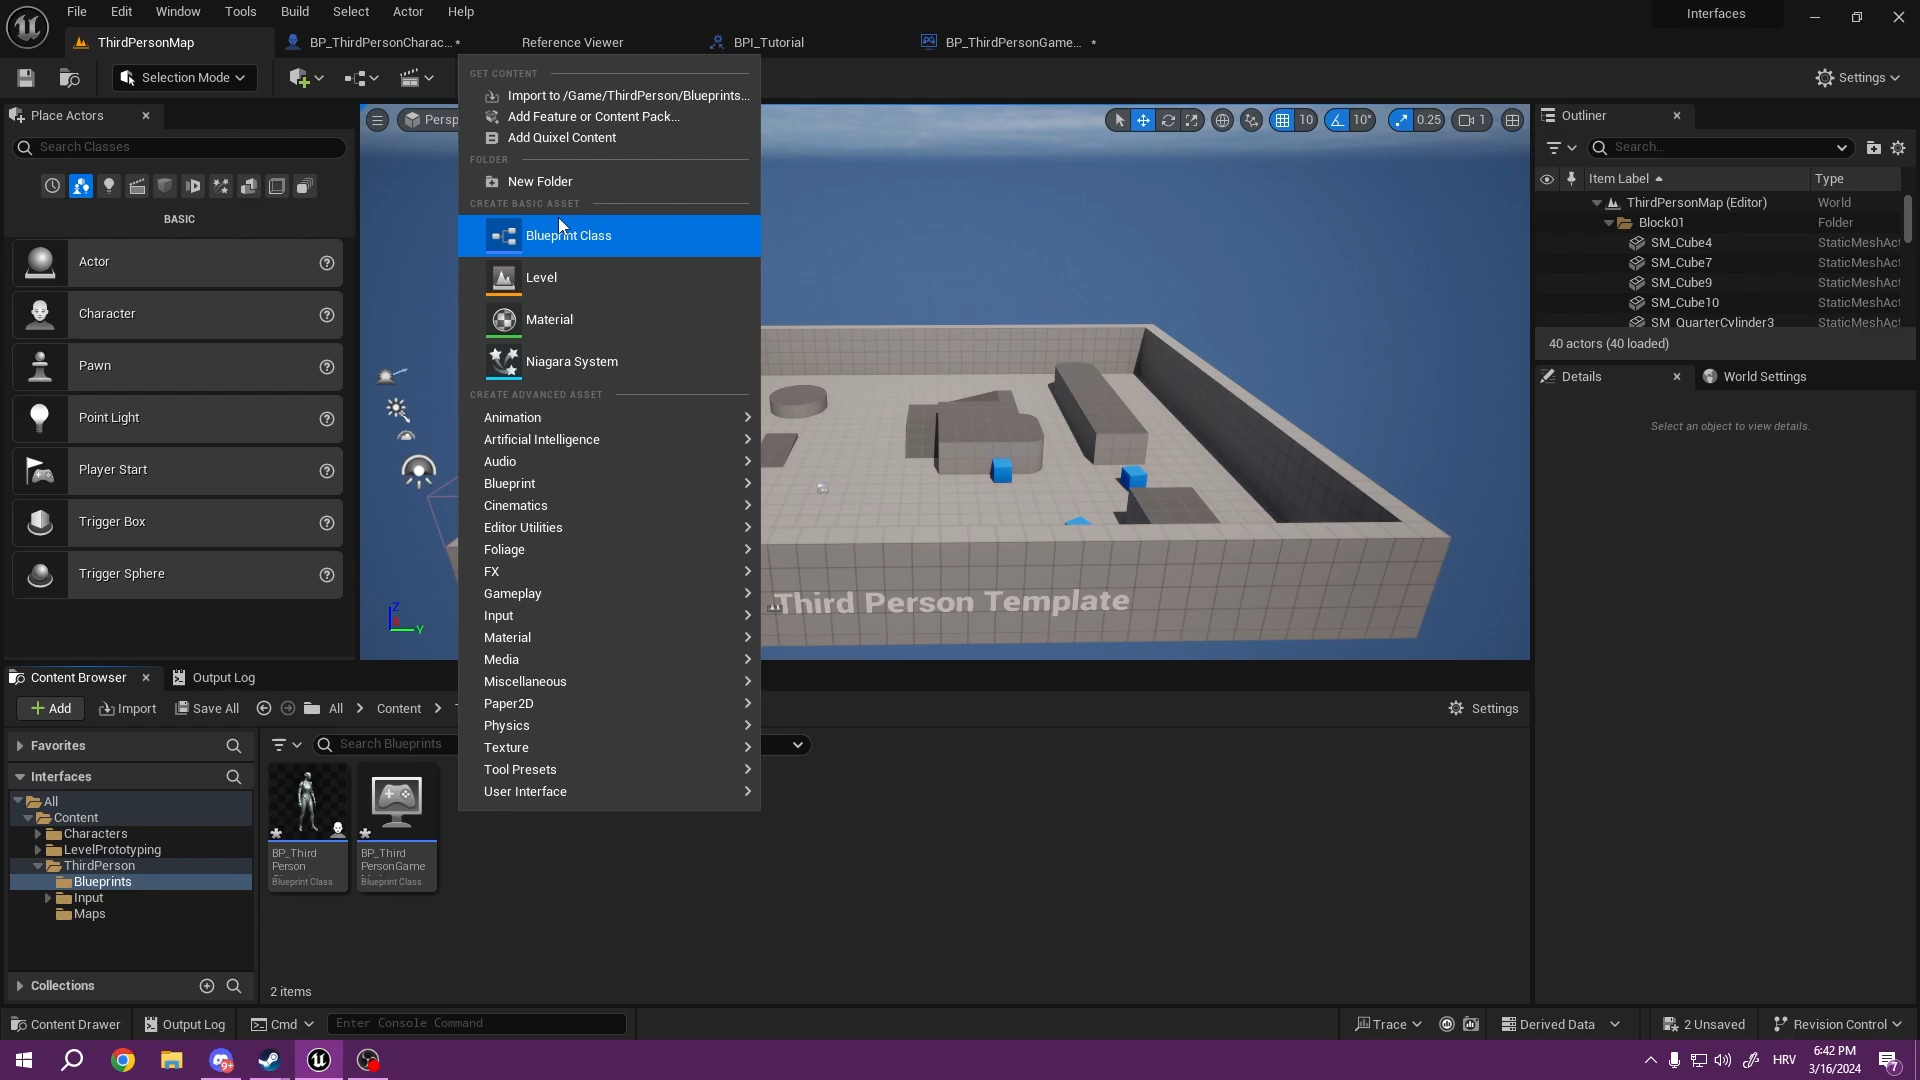 File Edit Window Tools Build Select Actor Help
Interfaces
ThirdPersonMap
BP_ThirdPersonCharac... *
Reference Viewer
BPI_Tutorial
BP_ThirdPersonGame... *
Selection Mode
Settings
Place Actors
Search Classes
BASIC
Actor
Character
Pawn
Point Light
Player Start
Trigger Box
Trigger Sphere
GET CONTENT
Import to /Game/ThirdPerson/Blueprints...
Add Feature or Content Pack...
Add Quixel Content
FOLDER
New Folder
CREATE BASIC ASSET
Blueprint Class
Level
Material
Niagara System
CREATE ADVANCED ASSET
Animation
Artificial Intelligence
Audio
Blueprint
Cinematics
Editor Utilities
Foliage
FX
Gameplay
Input
Material
Media
Miscellaneous
Paper2D
Physics
Texture
Tool Presets
User Interface
Persp
10
10°
0.25
1
Z
Y
Third Person Template
Outliner
Search...
Item Label
Type
ThirdPersonMap (Editor) World
Block01 Folder
SM_Cube4 StaticMeshAct
SM_Cube7 StaticMeshAct
SM_Cube9 StaticMeshAct
SM_Cube10 StaticMeshAct
SM_QuarterCylinder3 StaticMeshAct
40 actors (40 loaded)
Details
World Settings
Select an object to view details.
Content Browser
Output Log
Add
Import
Save All
All
Content
Settings
Favorites
Search Blueprints
Interfaces
All
Content
Characters
LevelPrototyping
ThirdPerson
Blueprints
Input
Maps
Collections
BP_Third
Person
Blueprint Class
BP_Third
PersonGame
Blueprint Class
2 items
Content Drawer
Output Log
Cmd
Enter Console Command
Trace
Derived Data
2 Unsaved
Revision Control
9+
HRV
6:42 PM
3/16/2024
7